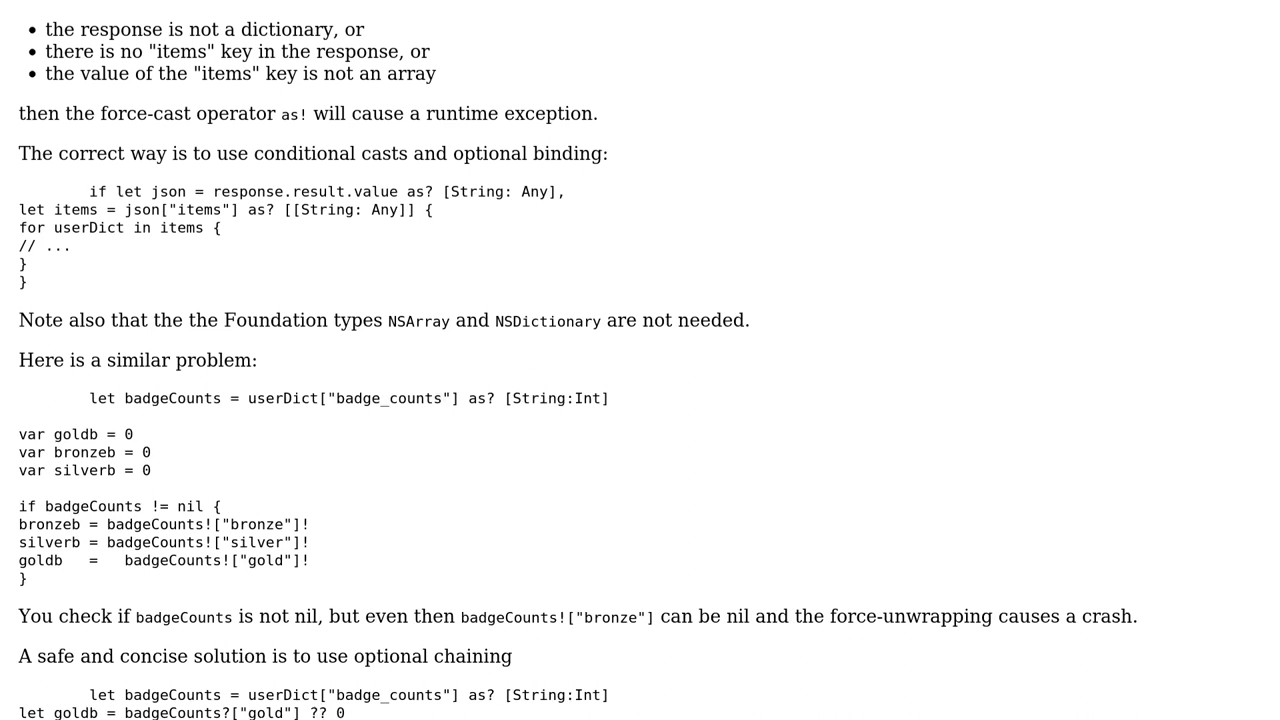 the response is not a dictionary, or
there is no "items" key in the response, or
the value of the "items" key is not an array
then the force-cast operator as! will cause a runtime exception.
The correct way is to use conditional casts and optional binding:
if let json = response.result.value as? [String: Any],
let items = json["items"] as? [[String: Any]] {
for userDict in items {
// ...
}
}
Note also that the the Foundation types NSArray and NSDictionary are not needed.
Here is a similar problem:
let badgeCounts = userDict["badge_counts"] as? [String:Int]
var goldb = 0
var bronzeb = 0
var silverb = 0
if badgeCounts != nil {
bronzeb = badgeCounts!["bronze"]!
silverb = badgeCounts!["silver"]!
goldb   =   badgeCounts!["gold"]!
}
You check if badgeCounts is not nil, but even then badgeCounts!["bronze"] can be nil and the force-unwrapping causes a crash.
A safe and concise solution is to use optional chaining
let badgeCounts = userDict["badge_counts"] as? [String:Int]
let goldb = badgeCounts?["gold"] ?? 0